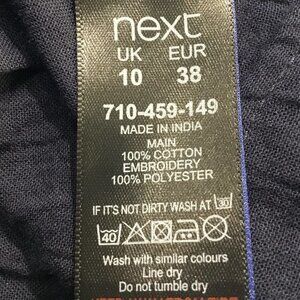 next
UK EUR
10 38
710-459-149
MADE IN INDIA
MAIN
100% COTTON
EMBROIDERY
100% POLYESTER
IF IT'S NOT DIRTY WASH AT 30
40
Wash with similar colours
Line dry
Do not tumble dry